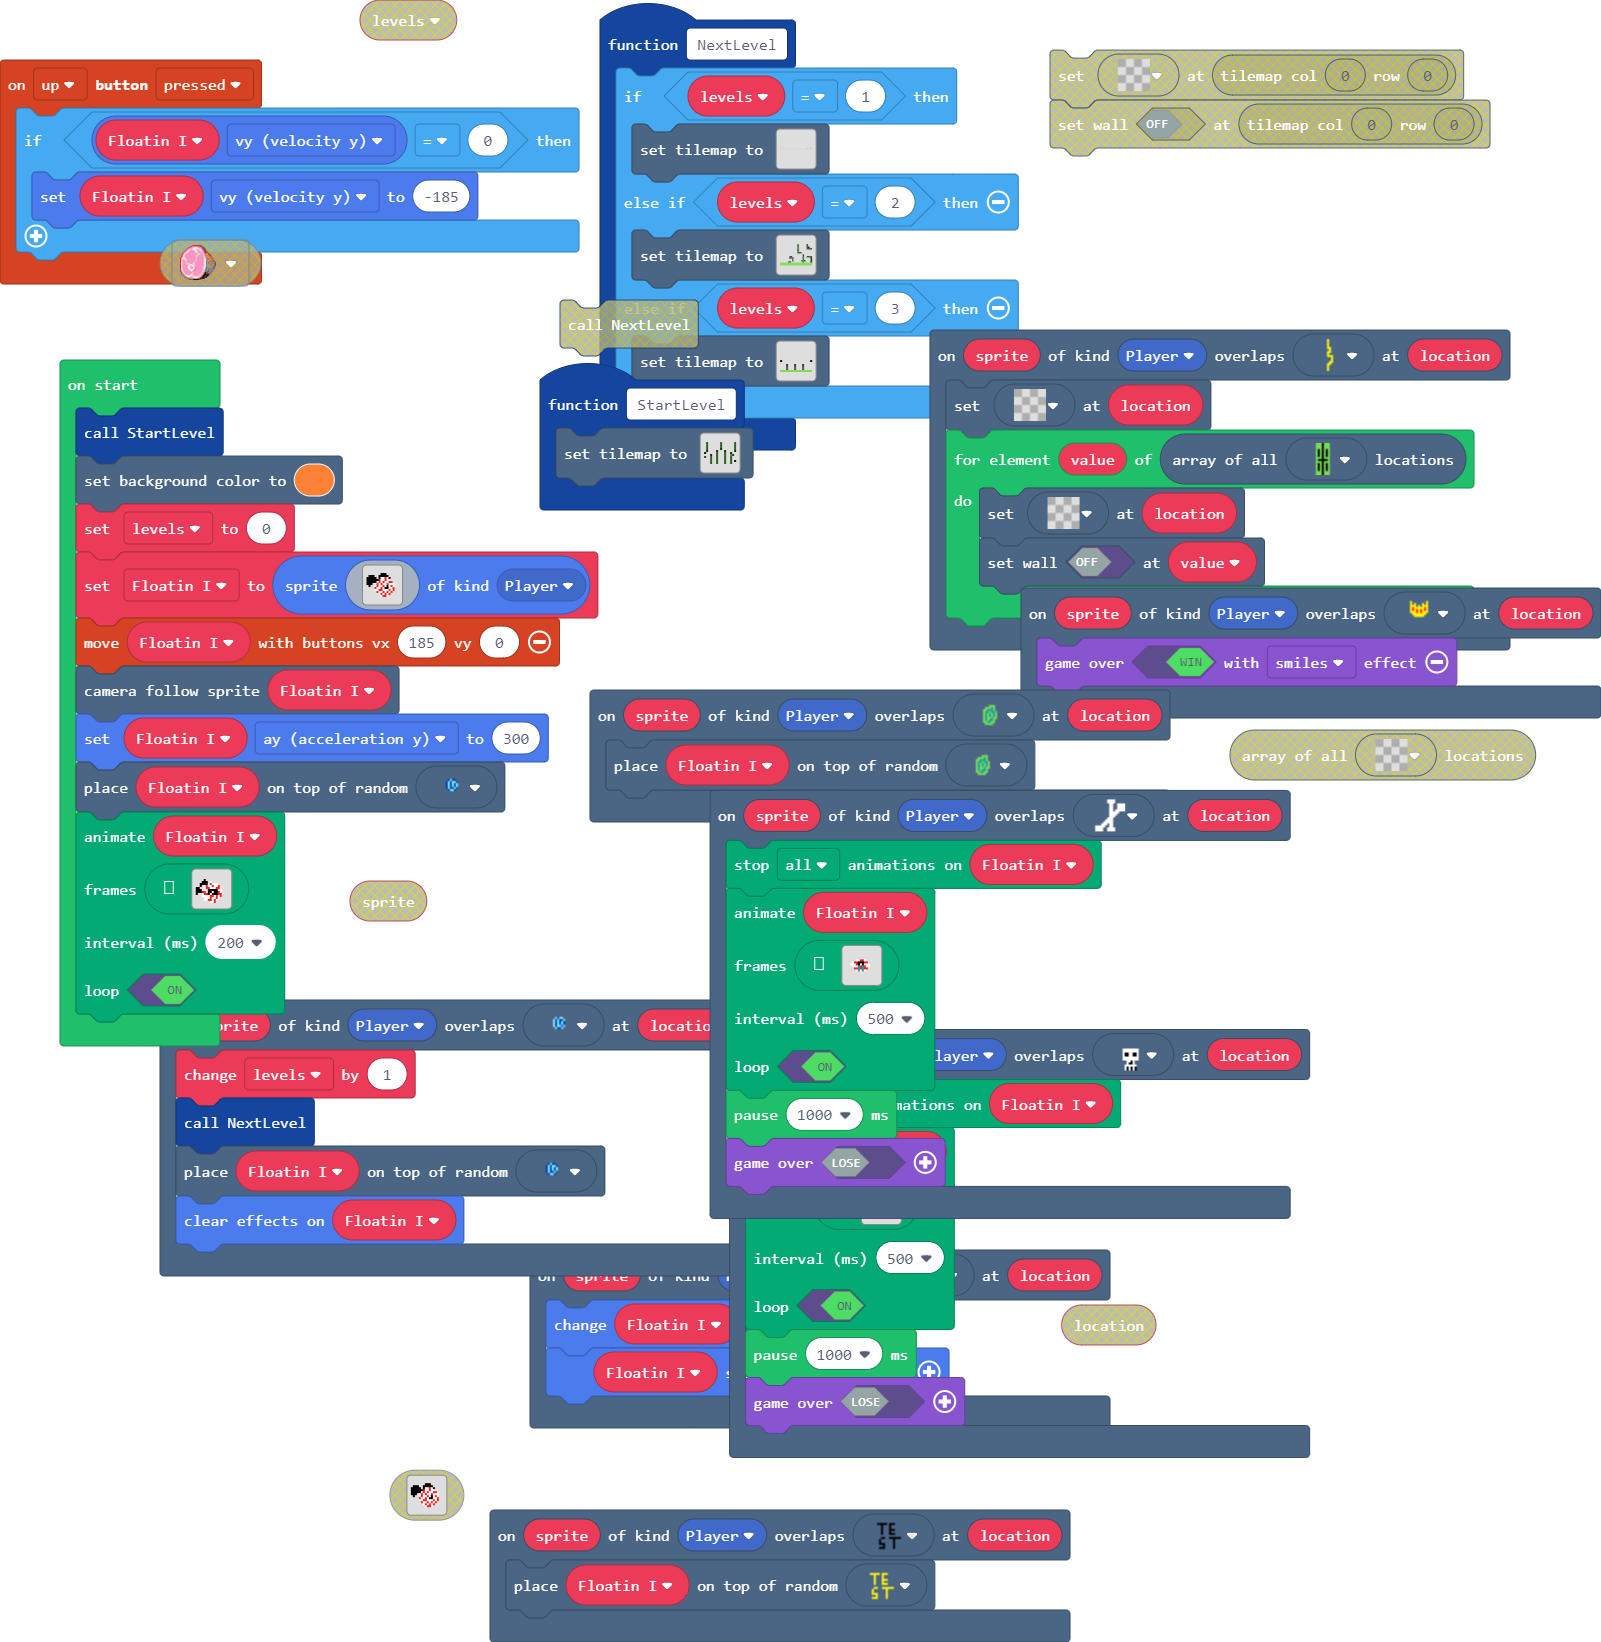 levels
function NextLevel
on up button pressed
if levels = 1 then
set at tilemap col 0 row 0
set wall OFF at tilemap col 0 row 0
if Floatin I vy (velocity y) = 0 then
set tilemap to
set Floatin I vy (velocity y) to -185
else if levels = 2 then
set tilemap to
else if levels = 3 then
call NextLevel
set tilemap to
on start
call StartLevel
set background color to
set levels to 0
set Floatin I to sprite of kind Player
move Floatin I with buttons vx 185 vy 0
camera follow sprite Floatin I
set Floatin I ay (acceleration y) to 300
place Floatin I on top of random
animate Floatin I
frames
interval (ms) 200
loop ON
function StartLevel
set tilemap to
on sprite of kind Player overlaps at location
set at location
for element value of array of all locations
do
set at location
set wall OFF at value
on sprite of kind Player overlaps at location
game over WIN with smiles effect
on sprite of kind Player overlaps at location
place Floatin I on top of random
array of all locations
on sprite of kind Player overlaps at location
stop all animations on Floatin I
animate Floatin I
frames
interval (ms) 500
loop ON
pause 1000 ms
game over LOSE
sprite
of kind Player overlaps at
change levels by 1
call NextLevel
place Floatin I on top of random
clear effects on Floatin I
overlaps at location
on Floatin I
interval (ms) 500
loop ON
pause 1000 ms
game over LOSE
on sprite of kind
at location
change Floatin I
Floatin I
location
on sprite of kind Player overlaps TEST at location
place Floatin I on top of random TEST